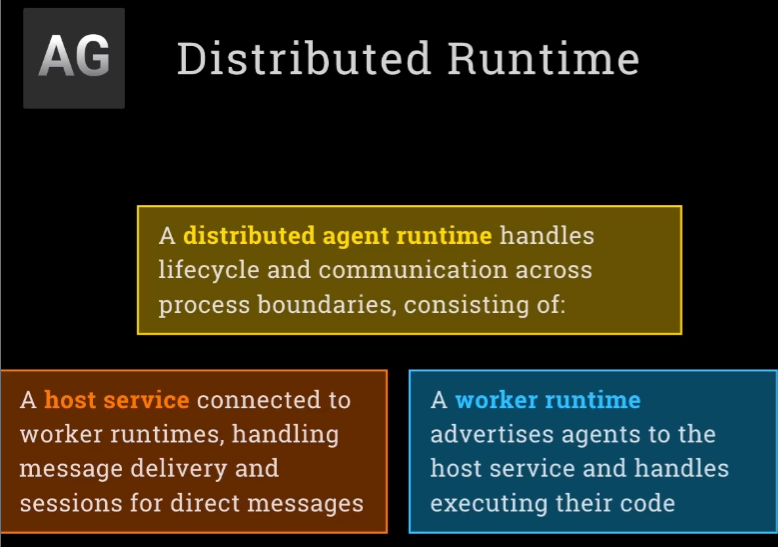 AG
Distributed Runtime
A distributed agent runtime handles
lifecycle and communication across
process boundaries, consisting of:
A host service connected to
worker runtimes, handling
message delivery and
sessions for direct messages
A worker runtime
advertises agents to the
host service and handles
executing their code